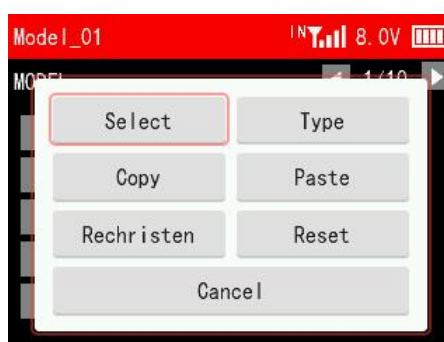 Model_01 IN 8.0V
MODEL 1/10
Select Type
Copy Paste
Rechristen Reset
Cancel